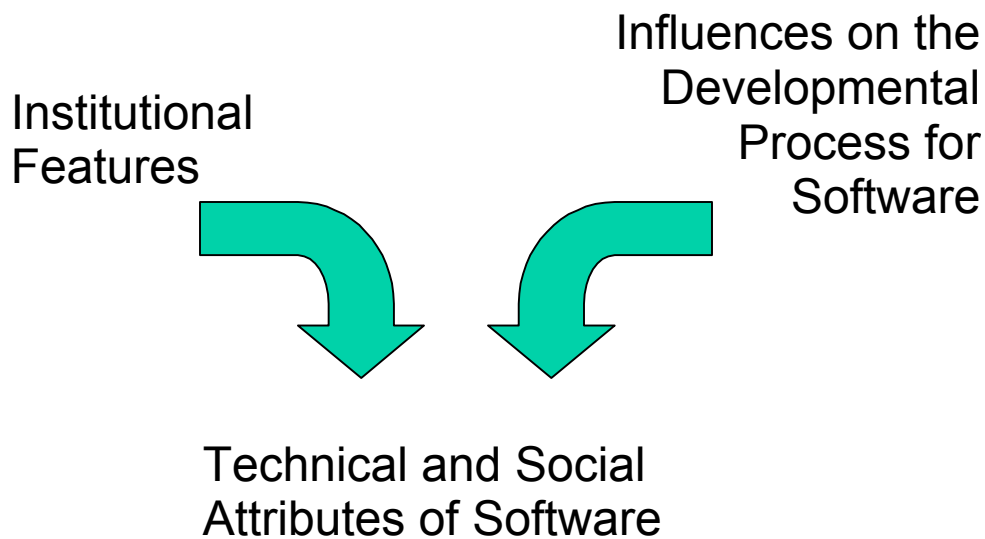 Institutional
Features
Influences on the
Developmental
Process for
Software
Technical and Social
Attributes of Software